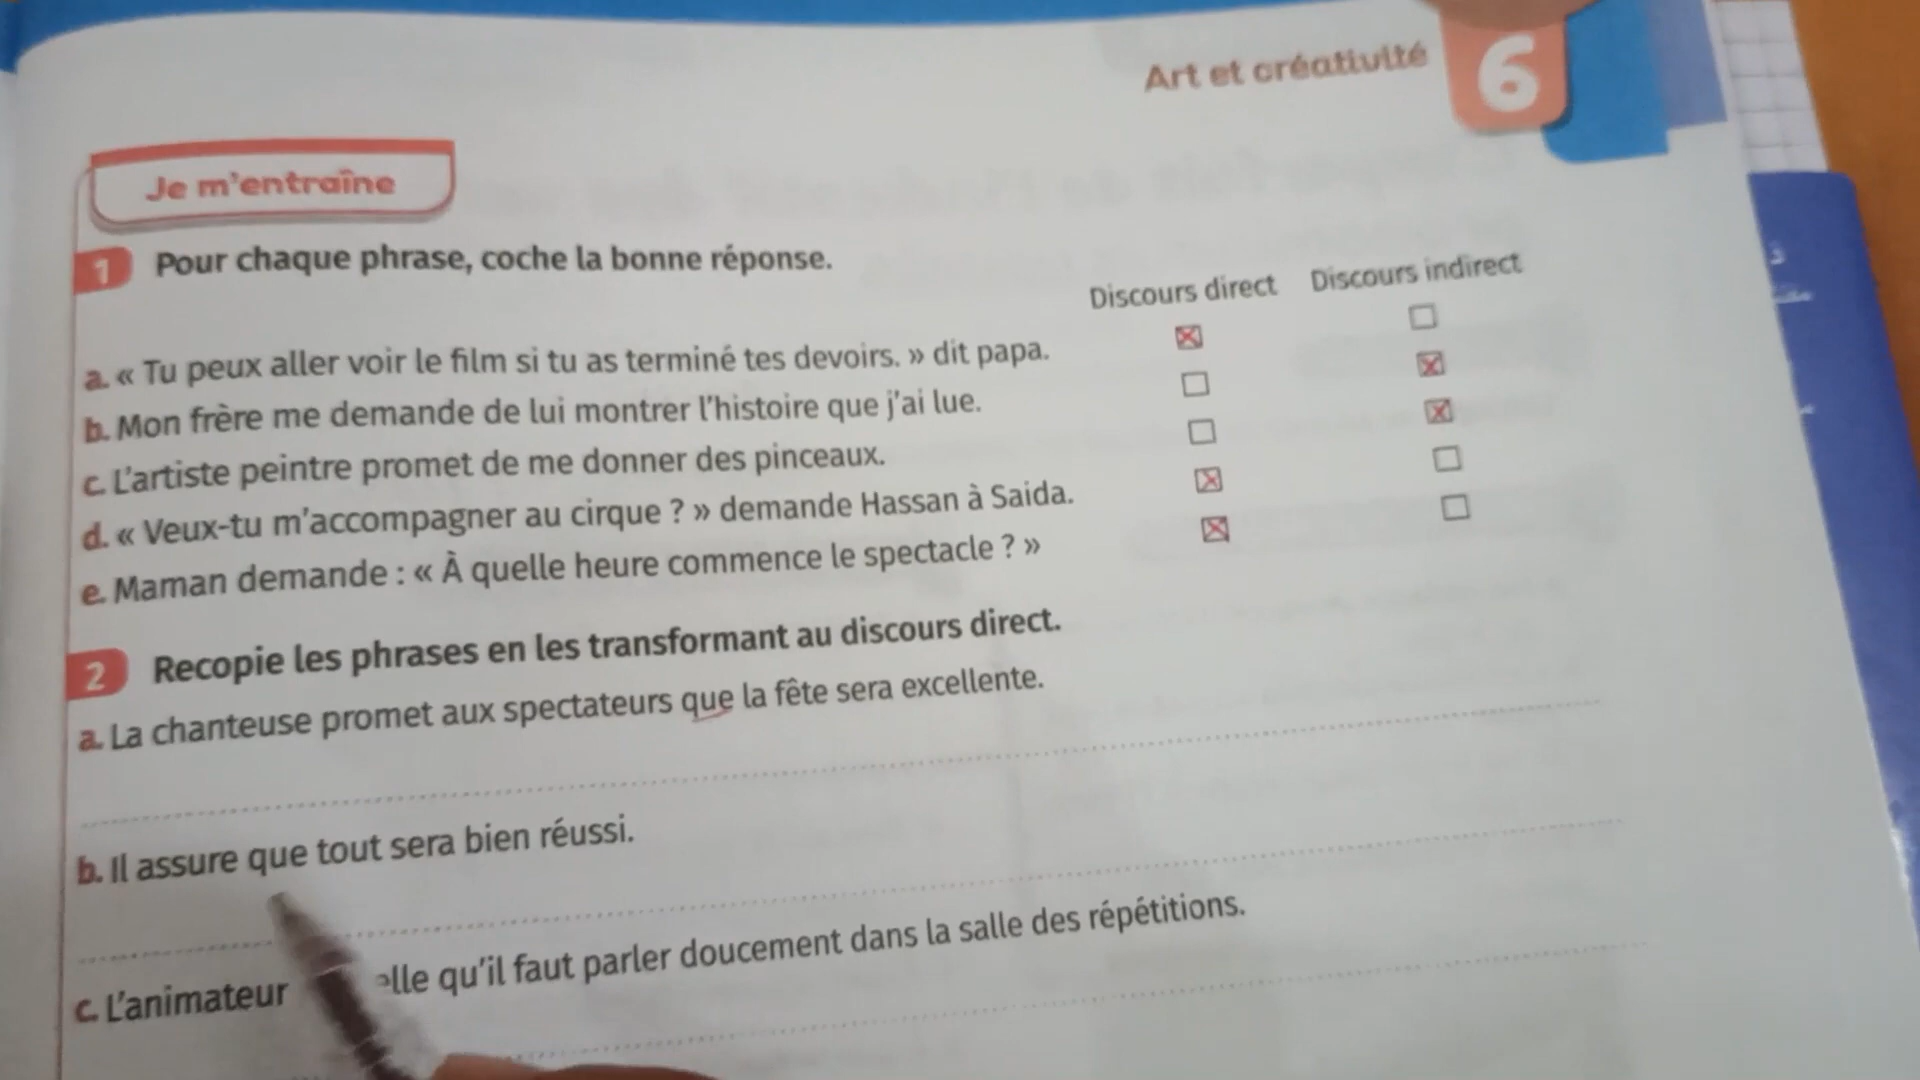 Art et créativité
6
Je m'entraîne
1 Pour chaque phrase, coche la bonne réponse.
Discours direct Discours indirect
a. « Tu peux aller voir le film si tu as terminé tes devoirs. » dit papa.
b. Mon frère me demande de lui montrer l'histoire que j'ai lue.
c. L'artiste peintre promet de me donner des pinceaux.
d. « Veux-tu m'accompagner au cirque ? » demande Hassan à Saida.
e. Maman demande : « À quelle heure commence le spectacle ? »
2 Recopie les phrases en les transformant au discours direct.
a. La chanteuse promet aux spectateurs que la fête sera excellente.
b. Il assure que tout sera bien réussi.
c. L'animateur elle qu'il faut parler doucement dans la salle des répétitions.